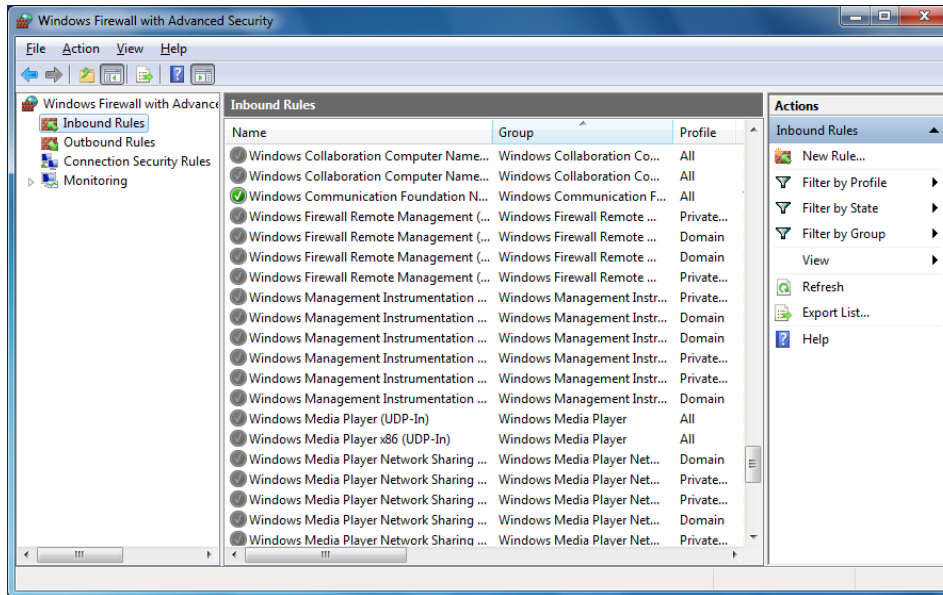 Windows Firewall with Advanced Security
File Action View Help
Windows Firewall with Advance
Inbound Rules
Outbound Rules
Connection Security Rules
Monitoring
Inbound Rules
Name Group Profile
Windows Collaboration Computer Name... Windows Collaboration Co... All
Windows Collaboration Computer Name... Windows Collaboration Co... All
Windows Communication Foundation N... Windows Communication F... All
Windows Firewall Remote Management (... Windows Firewall Remote ... Private...
Windows Firewall Remote Management (... Windows Firewall Remote ... Domain
Windows Firewall Remote Management (... Windows Firewall Remote ... Domain
Windows Firewall Remote Management (... Windows Firewall Remote ... Private...
Windows Management Instrumentation ... Windows Management Instr... Private...
Windows Management Instrumentation ... Windows Management Instr... Domain
Windows Management Instrumentation ... Windows Management Instr... Domain
Windows Management Instrumentation ... Windows Management Instr... Private...
Windows Management Instrumentation ... Windows Management Instr... Private...
Windows Management Instrumentation ... Windows Management Instr... Domain
Windows Media Player (UDP-In) Windows Media Player All
Windows Media Player x86 (UDP-In) Windows Media Player All
Windows Media Player Network Sharing ... Windows Media Player Net... Domain
Windows Media Player Network Sharing ... Windows Media Player Net... Private...
Windows Media Player Network Sharing ... Windows Media Player Net... Private...
Windows Media Player Network Sharing ... Windows Media Player Net... Domain
Windows Media Player Network Sharing ... Windows Media Player Net... Private...
Actions
Inbound Rules
New Rule...
Filter by Profile
Filter by State
Filter by Group
View
Refresh
Export List...
Help